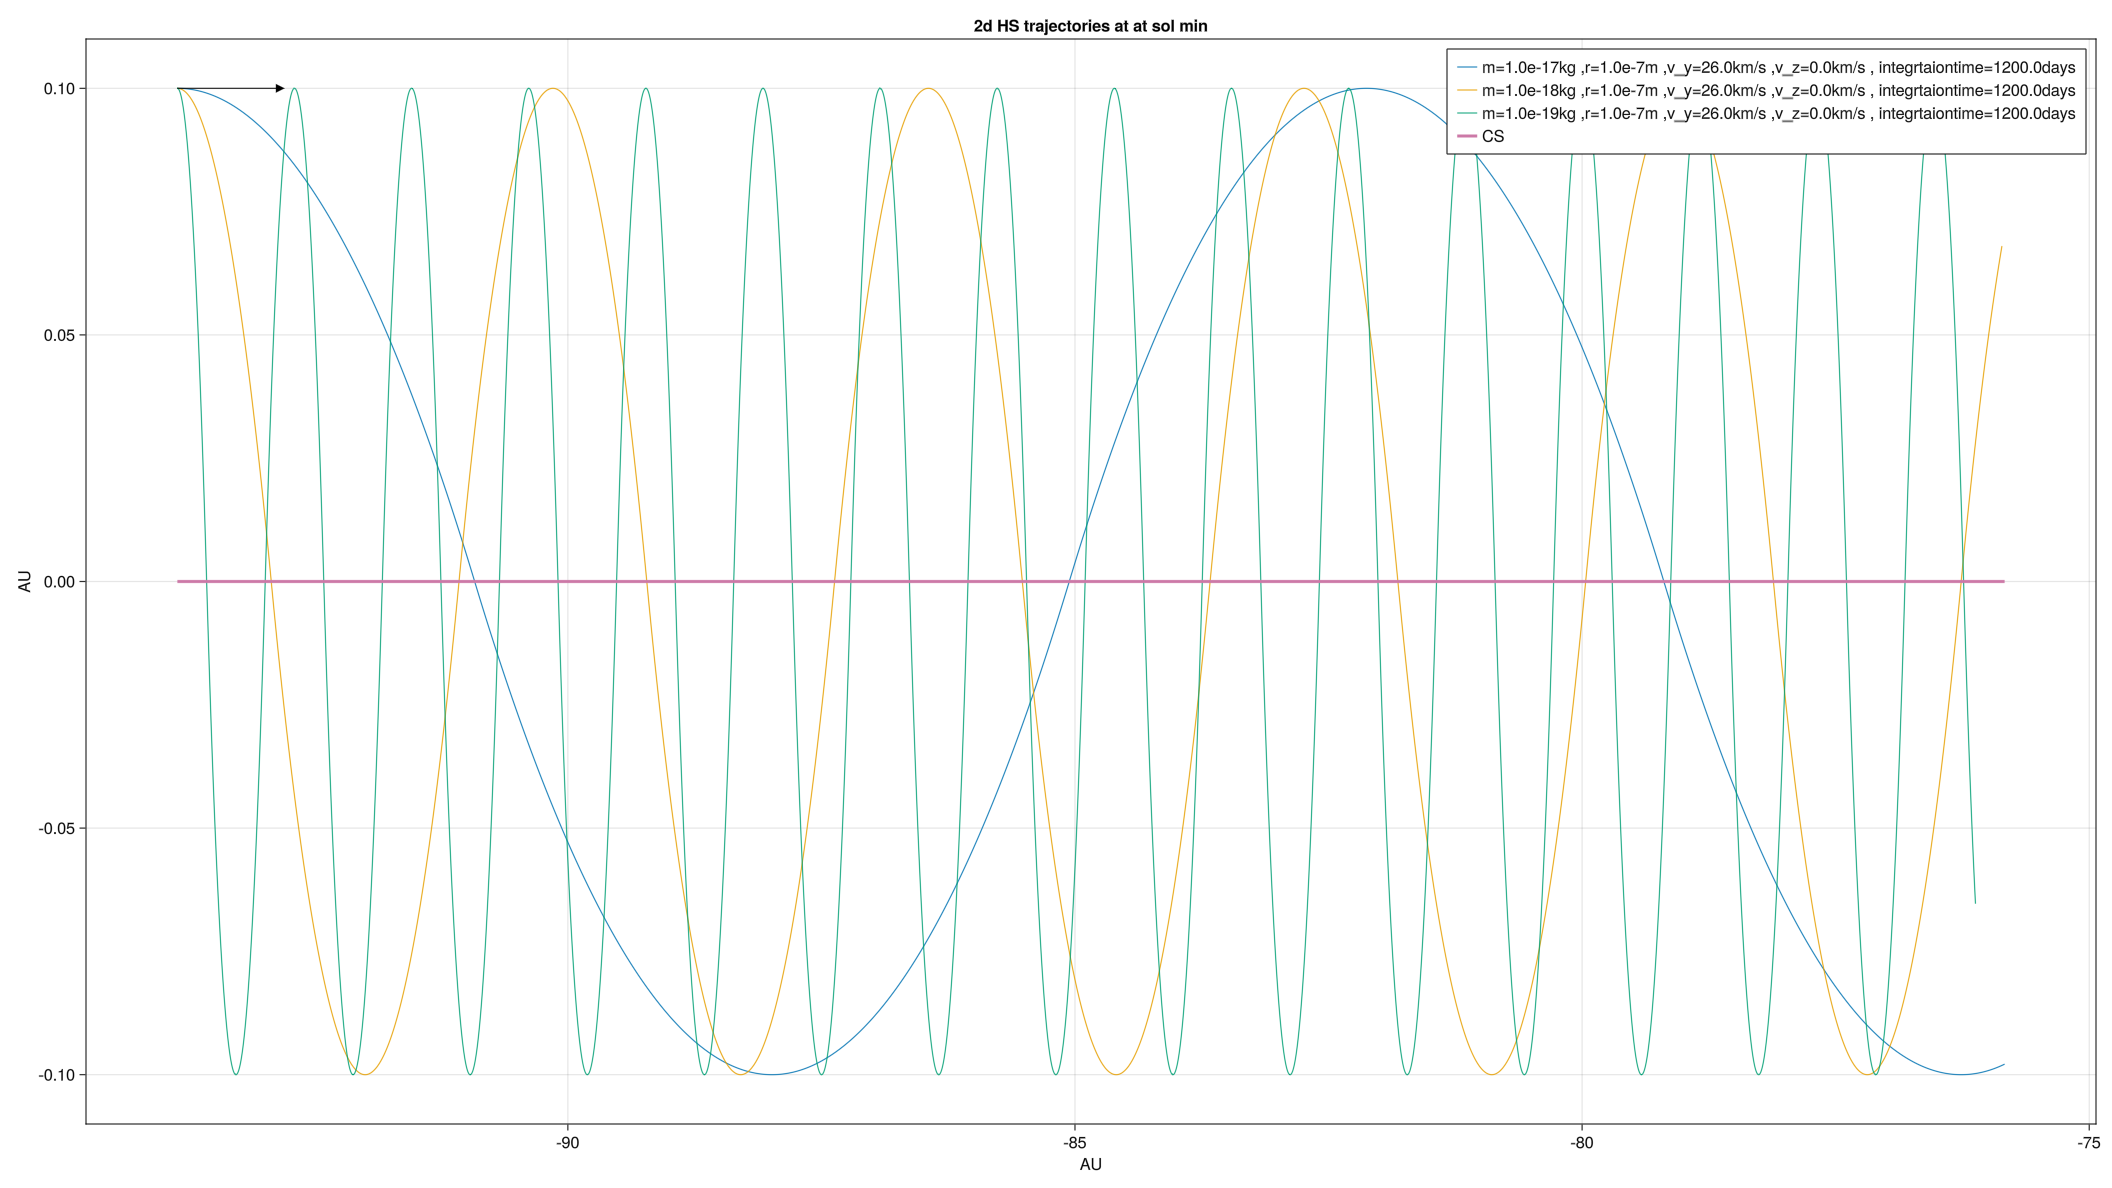 2d HS trajectories at at sol min
m=1.0e-17kg ,r=1.0e-7m ,v_y=26.0km/s ,v_z=0.0km/s , integrtaiontime=1200.0days
m=1.0e-18kg ,r=1.0e-7m ,v_y=26.0km/s ,v_z=0.0km/s , integrtaiontime=1200.0days
m=1.0e-19kg ,r=1.0e-7m ,v_y=26.0km/s ,v_z=0.0km/s , integrtaiontime=1200.0days
CS
0.10
0.05
0.00
-0.05
-0.10
AU
-90
-85
-80
-75
AU